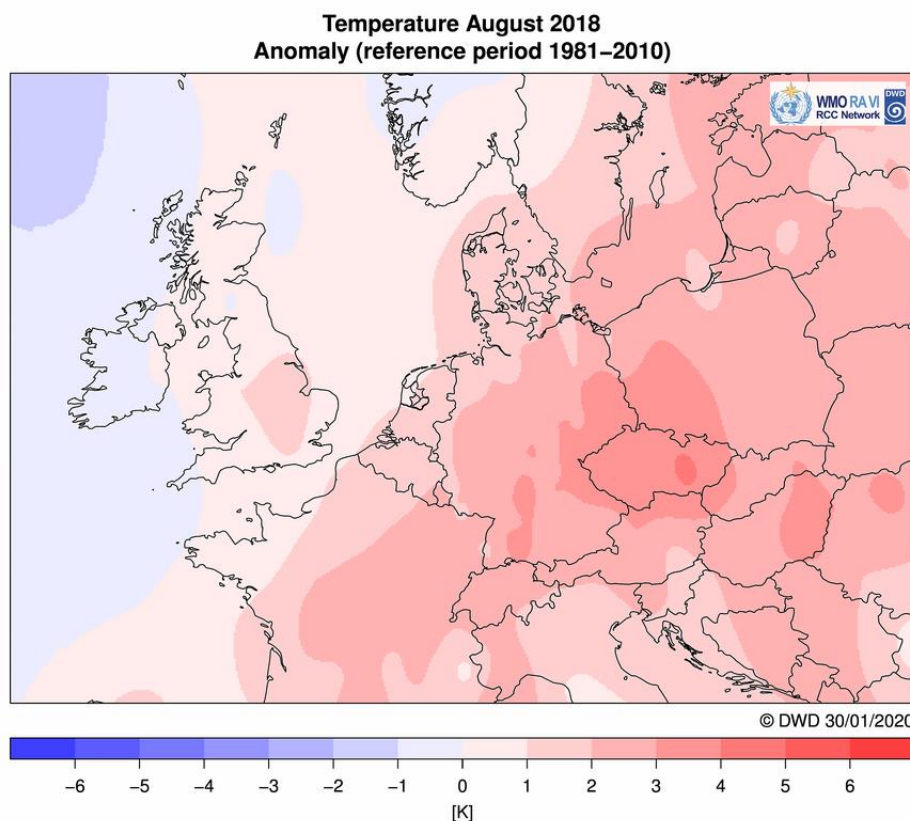 Temperature August 2018
Anomaly (reference period 1981−2010)
WMO RA VI
RCC Network
DWD
© DWD 30/01/2020
−6 −5 −4 −3 −2 −1 0 1 2 3 4 5 6
[K]